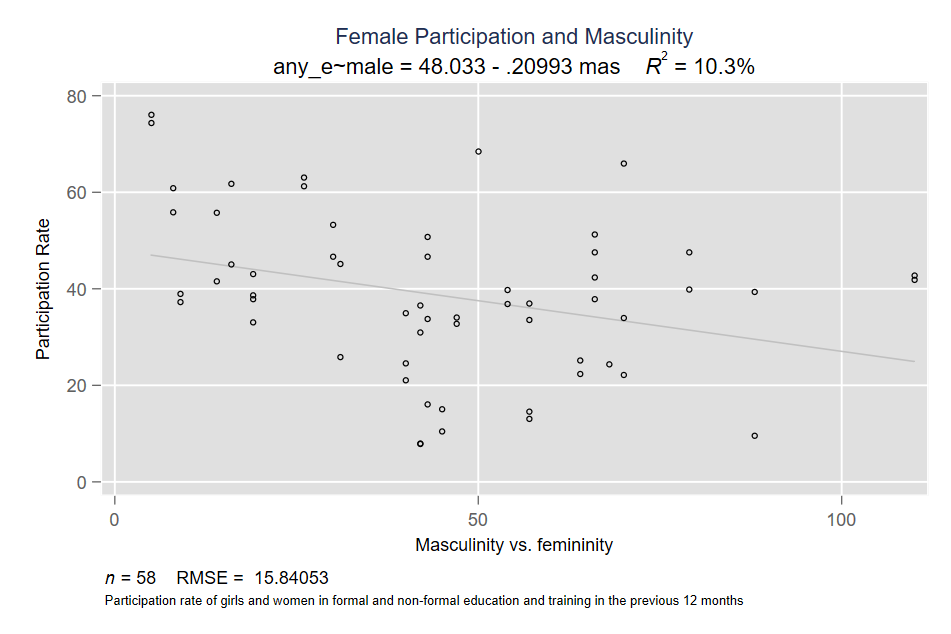 Female Participation and Masculinity
any_e~male = 48.033 - .20993 mas R² = 10.3%
80
60
40
20
0
Participation Rate
0 50 100
Masculinity vs. femininity
n = 58 RMSE = 15.84053
Participation rate of girls and women in formal and non-formal education and training in the previous 12 months